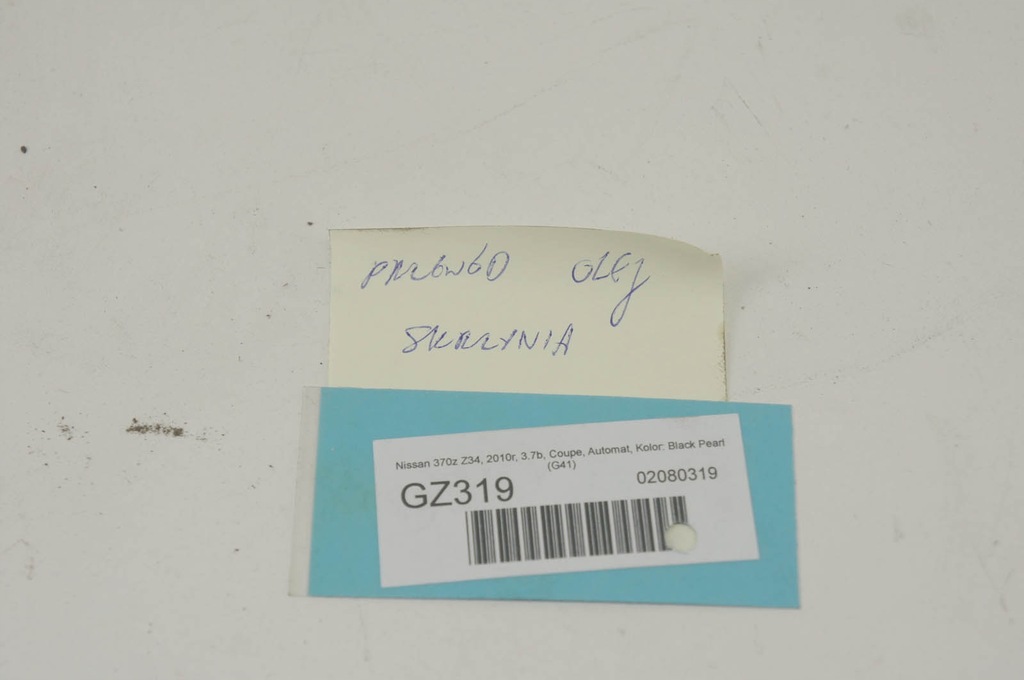 PRZEWÓD OLEJ
SKRZYNIA
Nissan 370z Z34, 2010r, 3.7b, Coupe, Automat, Kolor: Black Pearl
(G41)
GZ319
02080319